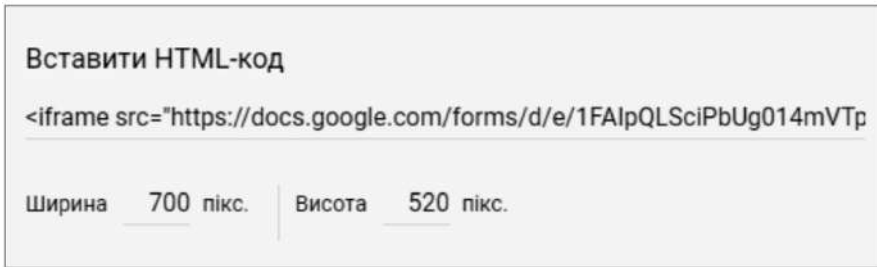 Вставити HTML-код
<iframe src="https://docs.google.com/forms/d/e/1FAIpQLSciPbUg014mVTp
Ширина 700 пікс. Висота 520 пікс.